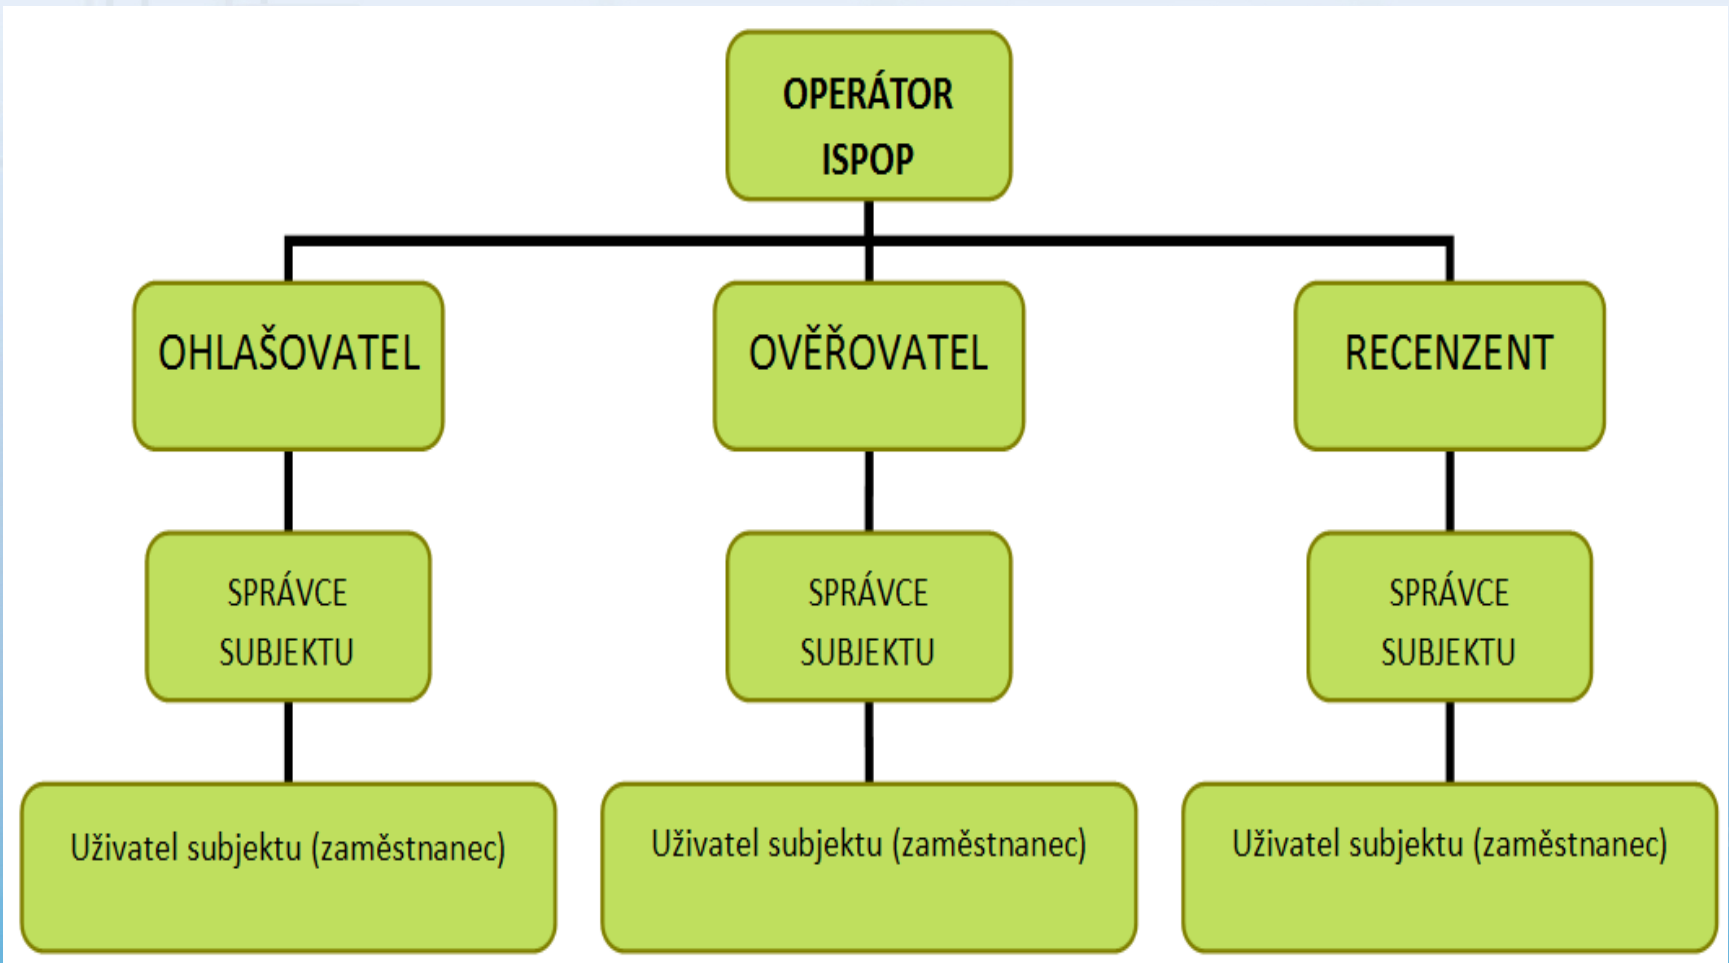 OPERÁTOR
ISPOP
OHLAŠOVATEL
OVĚŘOVATEL
RECENZENT
SPRÁVCE
SUBJEKTU
SPRÁVCE
SUBJEKTU
SPRÁVCE
SUBJEKTU
Uživatel subjektu (zaměstnanec)
Uživatel subjektu (zaměstnanec)
Uživatel subjektu (zaměstnanec)